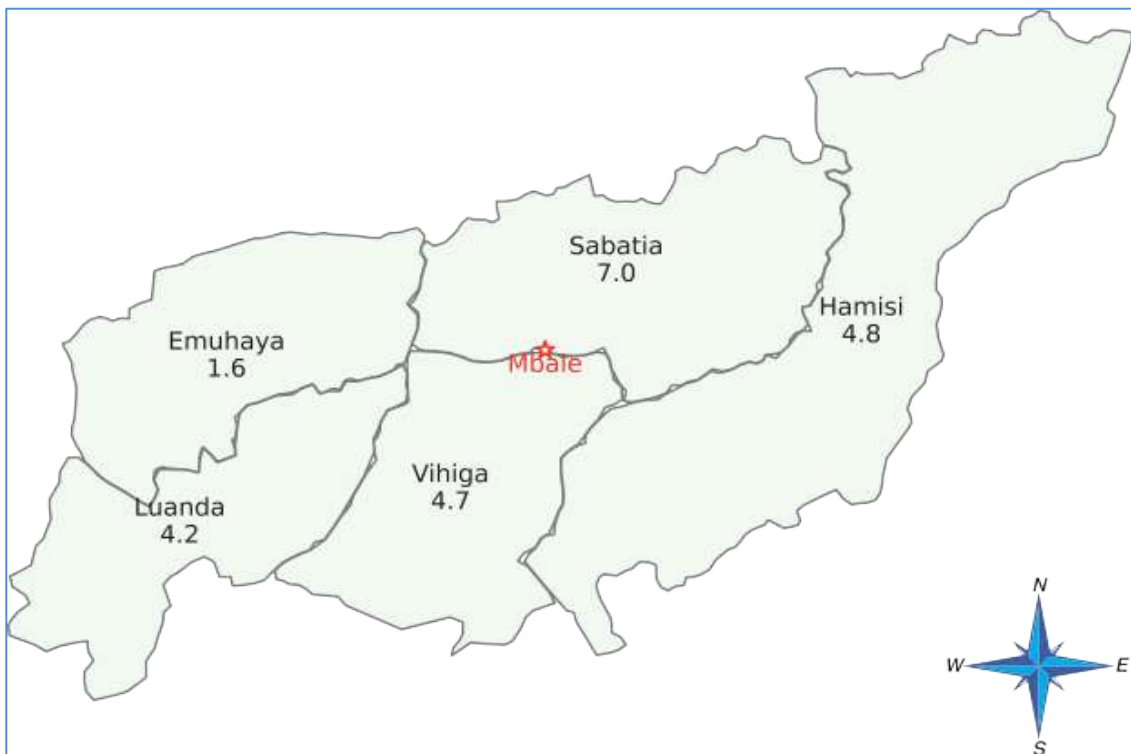 Sabatia
7.0
Hamisi
4.8
Emuhaya
1.6
Mbale
Vihiga
4.7
Luanda
4.2
N
W
E
S